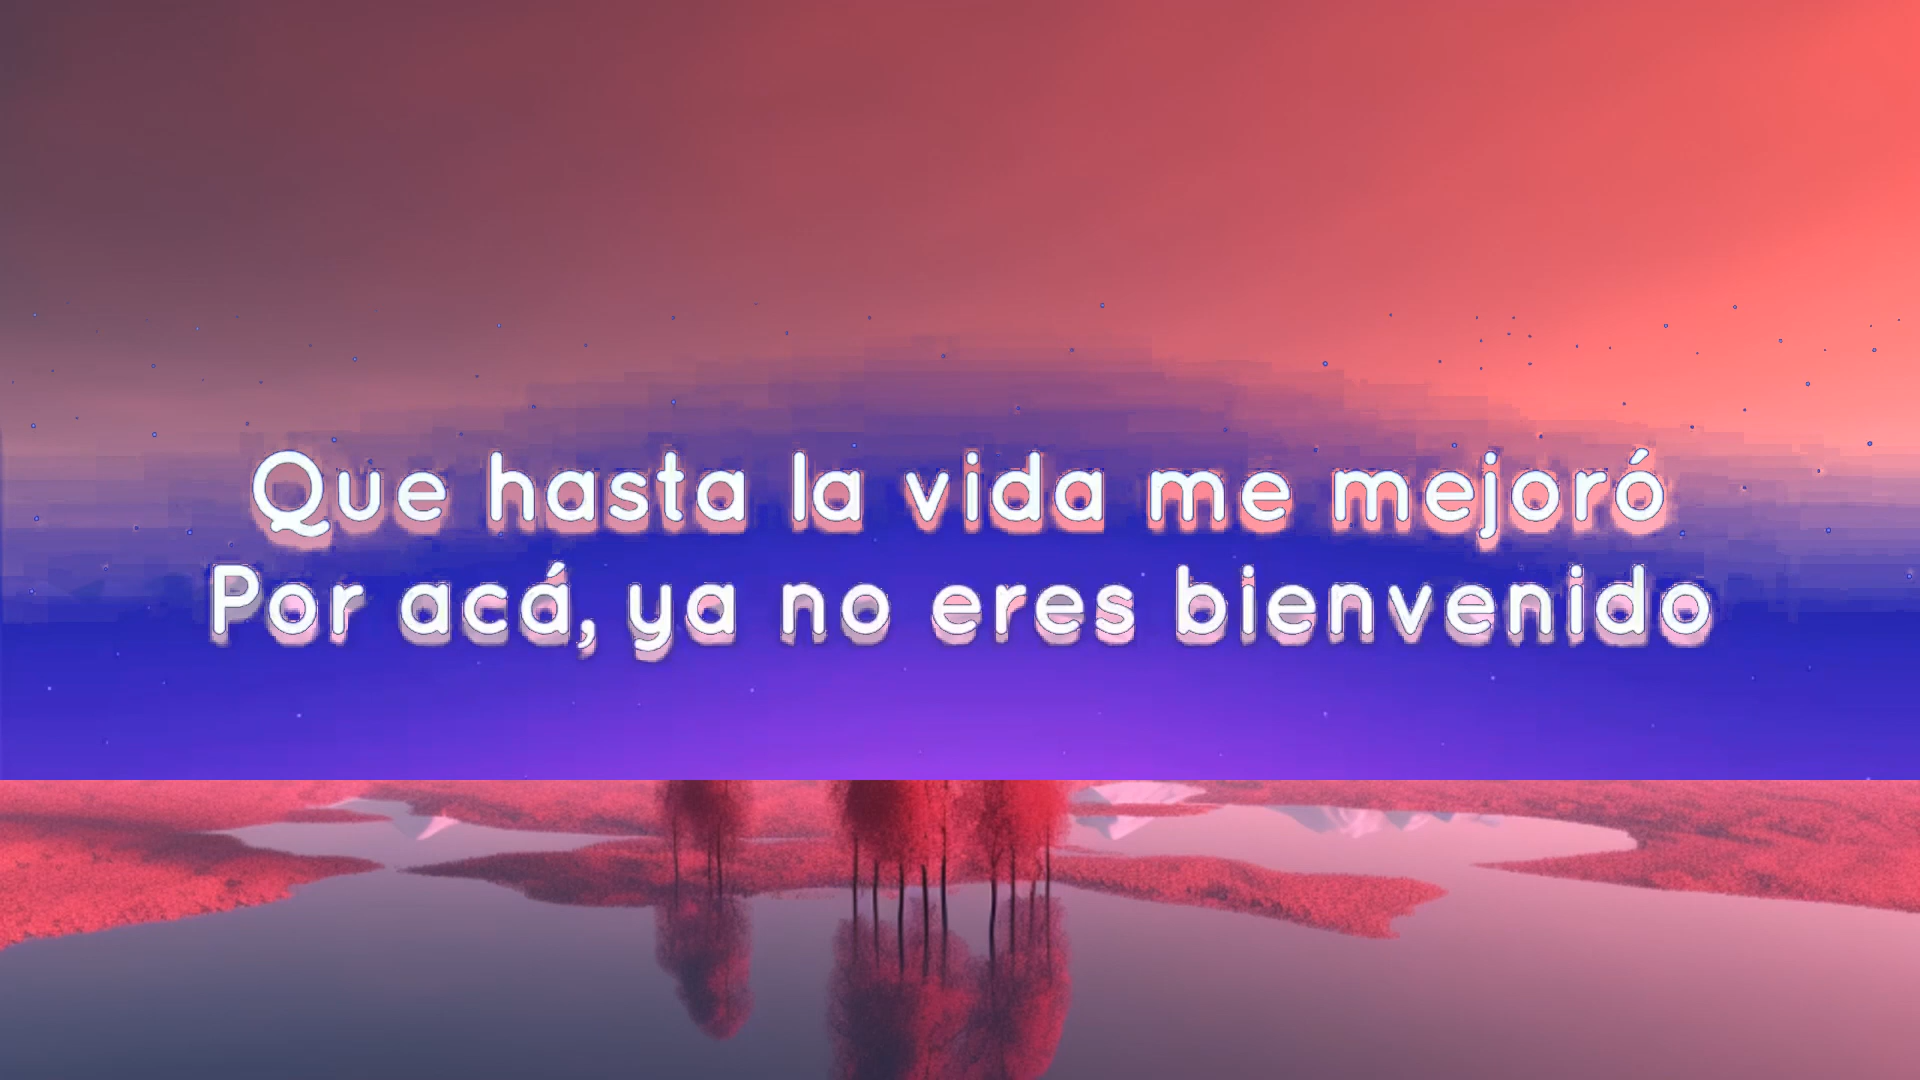 Que hasta la vida me mejoró
Por acá, ya no eres bienvenido